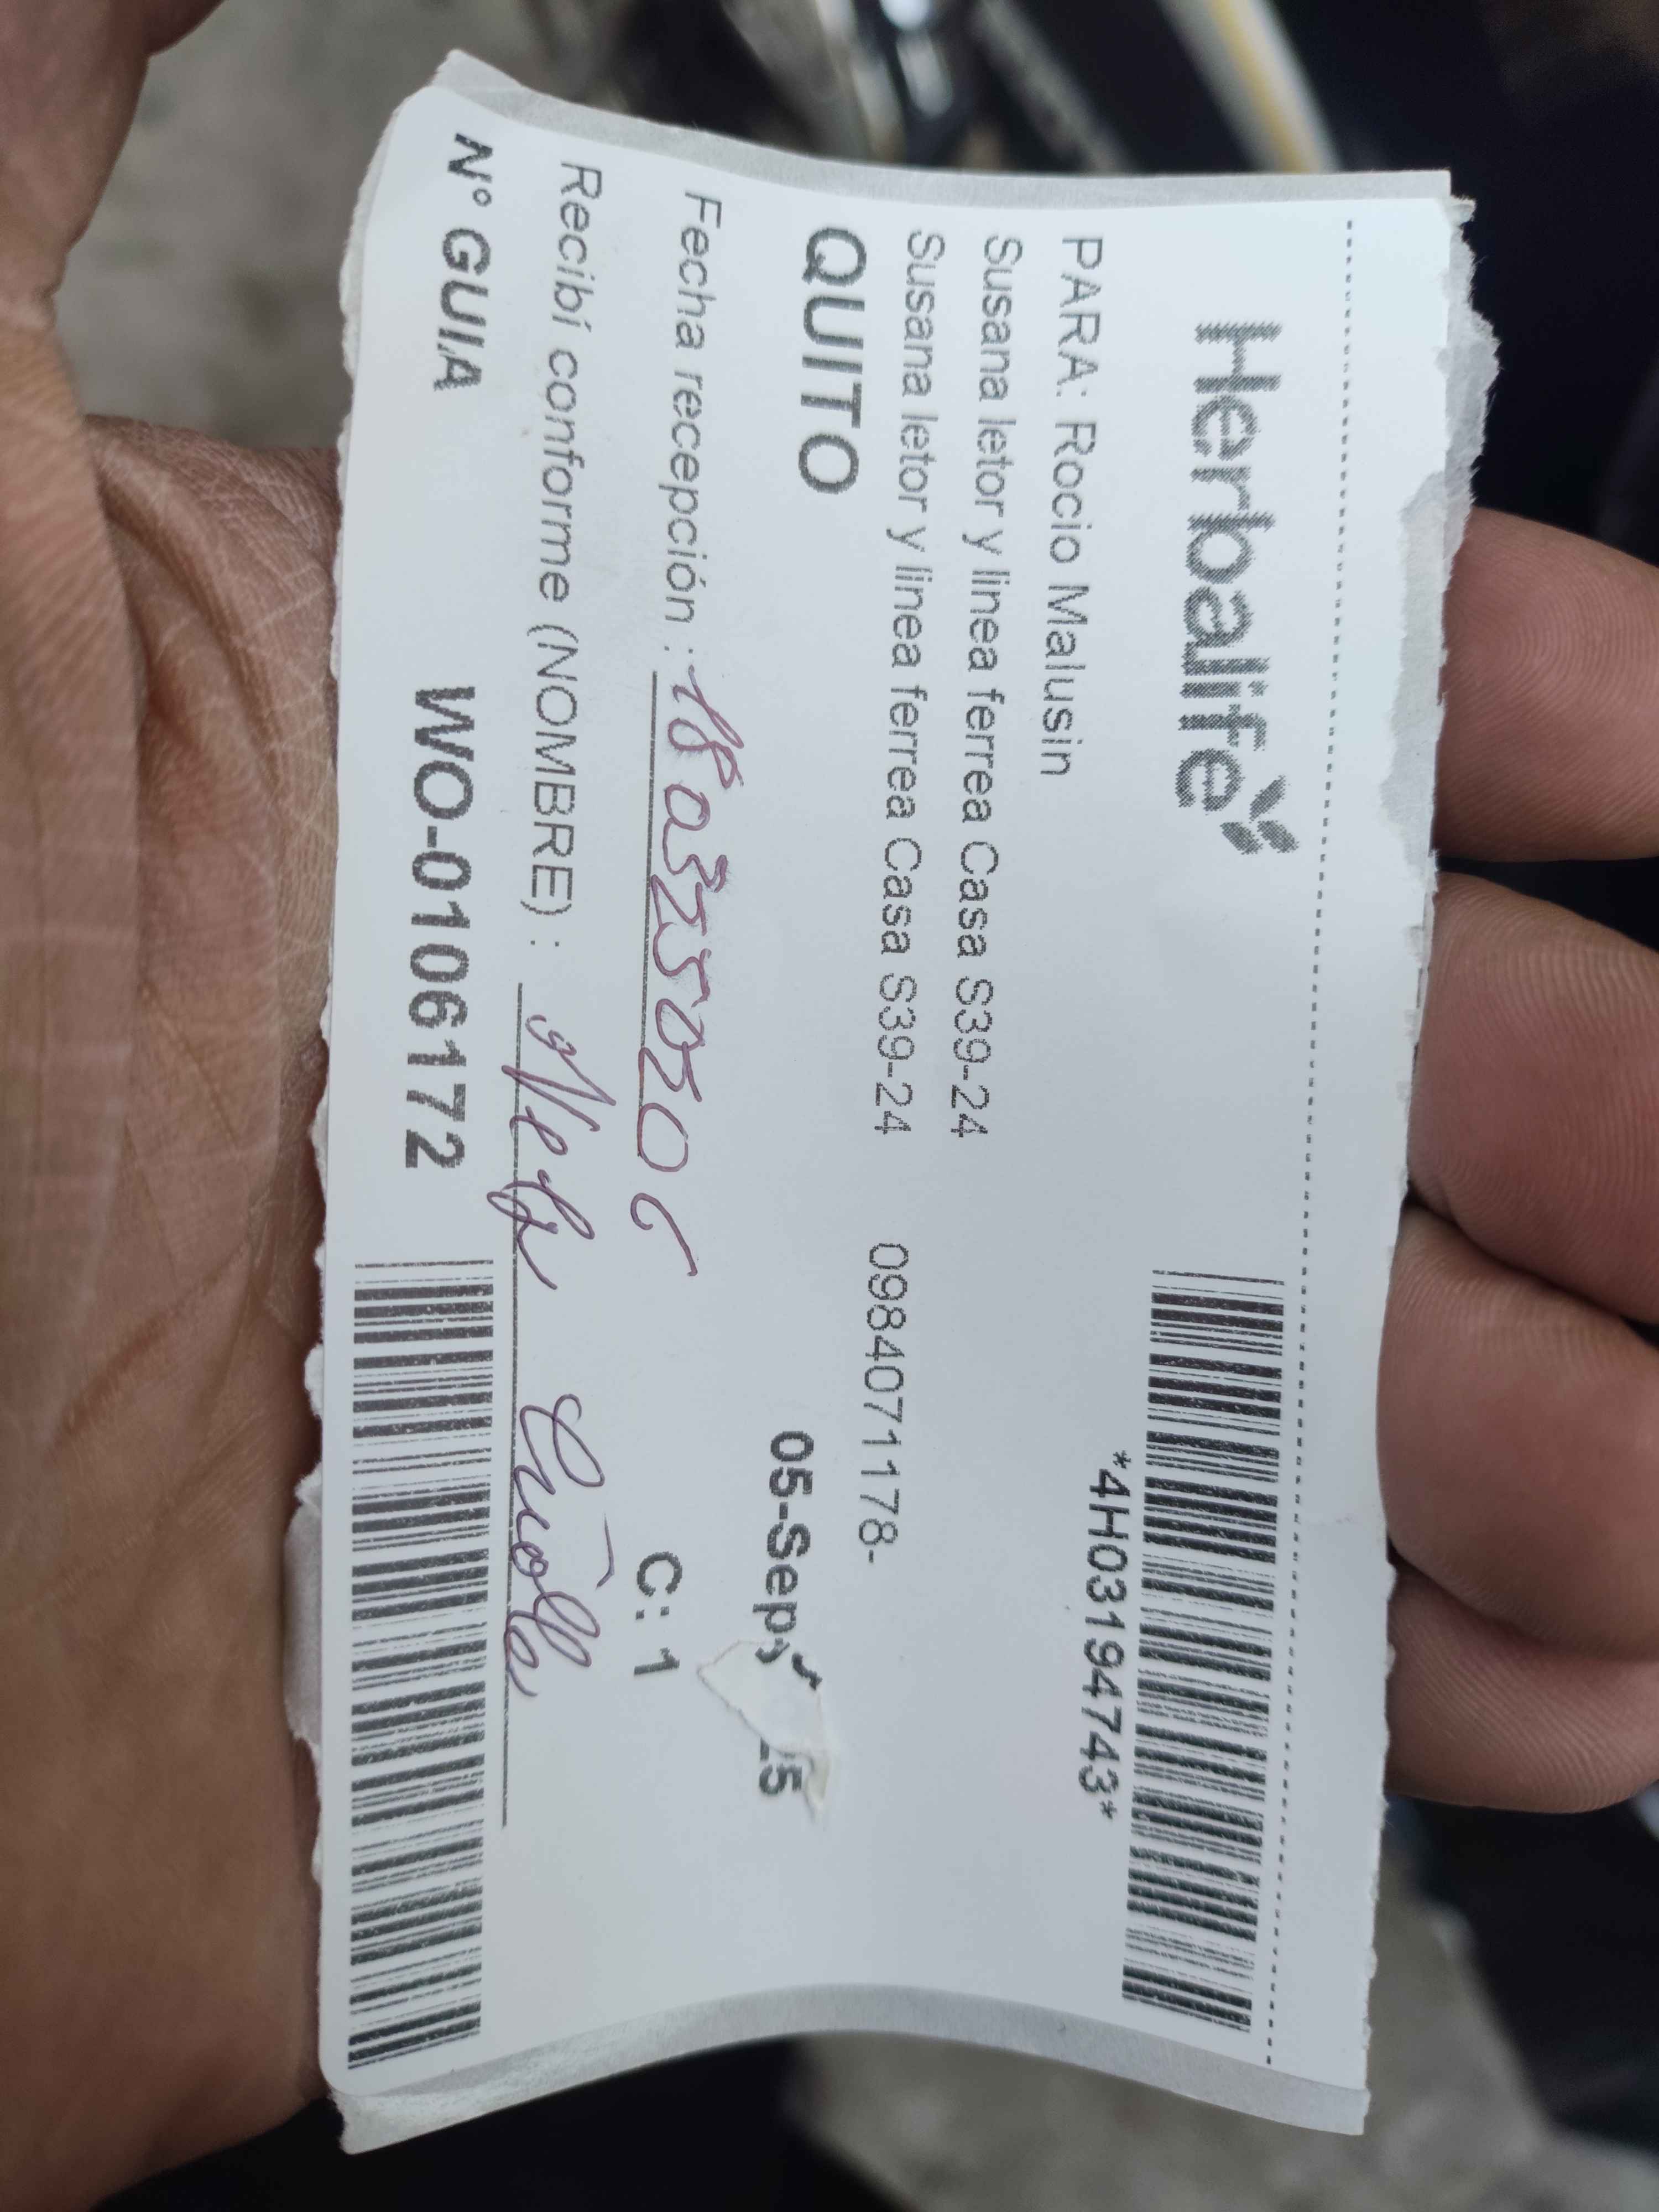 Herbalife
*4H03194743*
PARA: Rocio Malusin
Susana letor y linea ferrea Casa S39-24
Susana letor y linea ferrea Casa S39-24 0984071178-
QUITO 05-Sep
Fecha recepción : C: 1
Recibí conforme (NOMBRE) :
N° GUIA WO-0106172